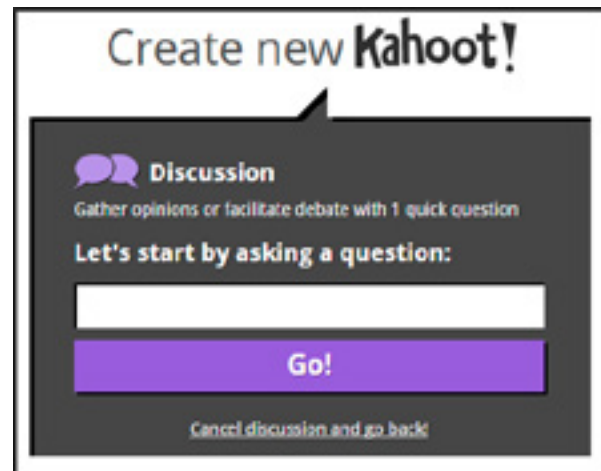 Create new Kahoot!
Discussion
Gather opinions or facilitate debate with 1 quick question
Let's start by asking a question:
Go!
Cancel discussion and go back!